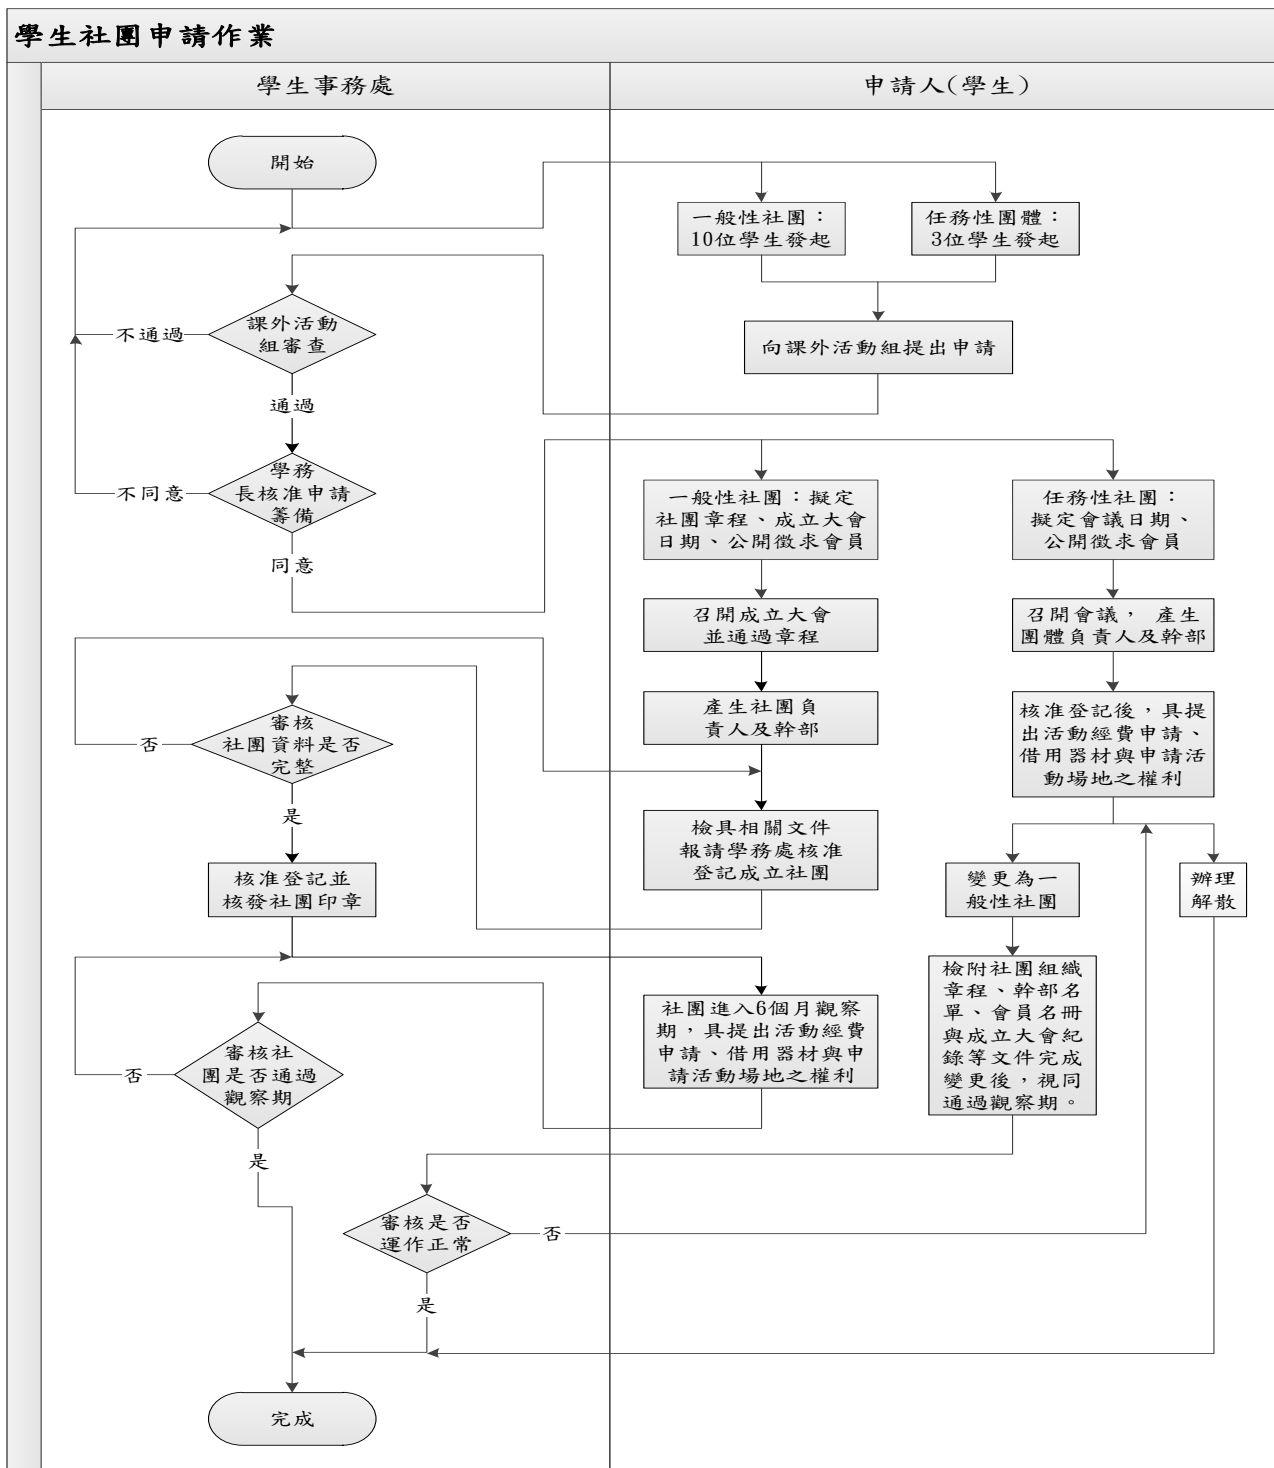 學生社團申請作業
學生事務處
申請人(學生)
開始
一般性社團：
10位學生發起
任務性團體：
3位學生發起
課外活動
組審查
不通過
向課外活動組提出申請
通過
學務
長核准申請
籌備
不同意
同意
一般性社團：擬定
社團章程、成立大會
日期、公開徵求會員
任務性社團：
擬定會議日期、
公開徵求會員
召開成立大會
並通過章程
召開會議， 產生
團體負責人及幹部
產生社團負
責人及幹部
核准登記後，具提
出活動經費申請、
借用器材與申請活
動場地之權利
審核
社團資料是否
完整
否
是
檢具相關文件
報請學務處核准
登記成立社團
核准登記並
核發社團印章
變更為一
般性社團
辦理
解散
社團進入6個月觀察
期，具提出活動經費
申請、借用器材與申
請活動場地之權利
檢附社團組織
章程、幹部名
單、會員名冊
與成立大會紀
錄等文件完成
變更後，視同
通過觀察期。
審核社
團是否通過
觀察期
否
是
審核是否
運作正常
否
是
完成